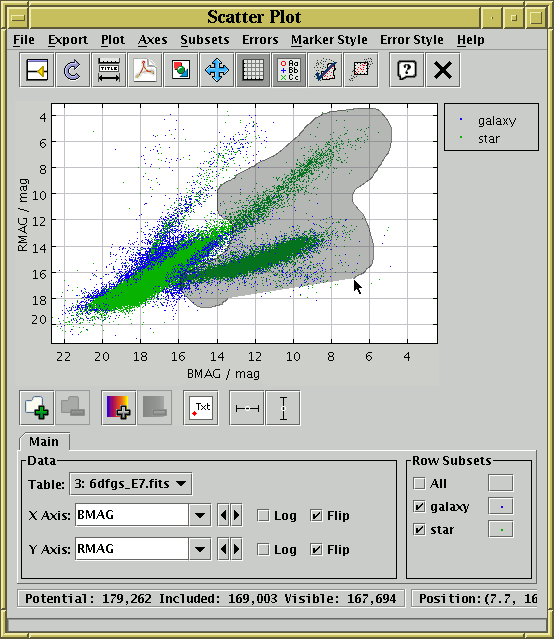 Scatter Plot
File Export Plot Axes Subsets Errors Marker Style Error Style Help
TITLE
Aa
Bb
Cc
?
galaxy
star
4
6
8
10
12
14
16
18
20
RMAG / mag
22 20 18 16 14 12 10 8 6 4
BMAG / mag
Txt
Main
Data
Table: 3: 6dfgs_E7.fits
X Axis: BMAG Log Flip
Y Axis: RMAG Log Flip
Row Subsets
All
galaxy
star
Potential: 179,262 Included: 169,003 Visible: 167,694 Position:(7.7, 16